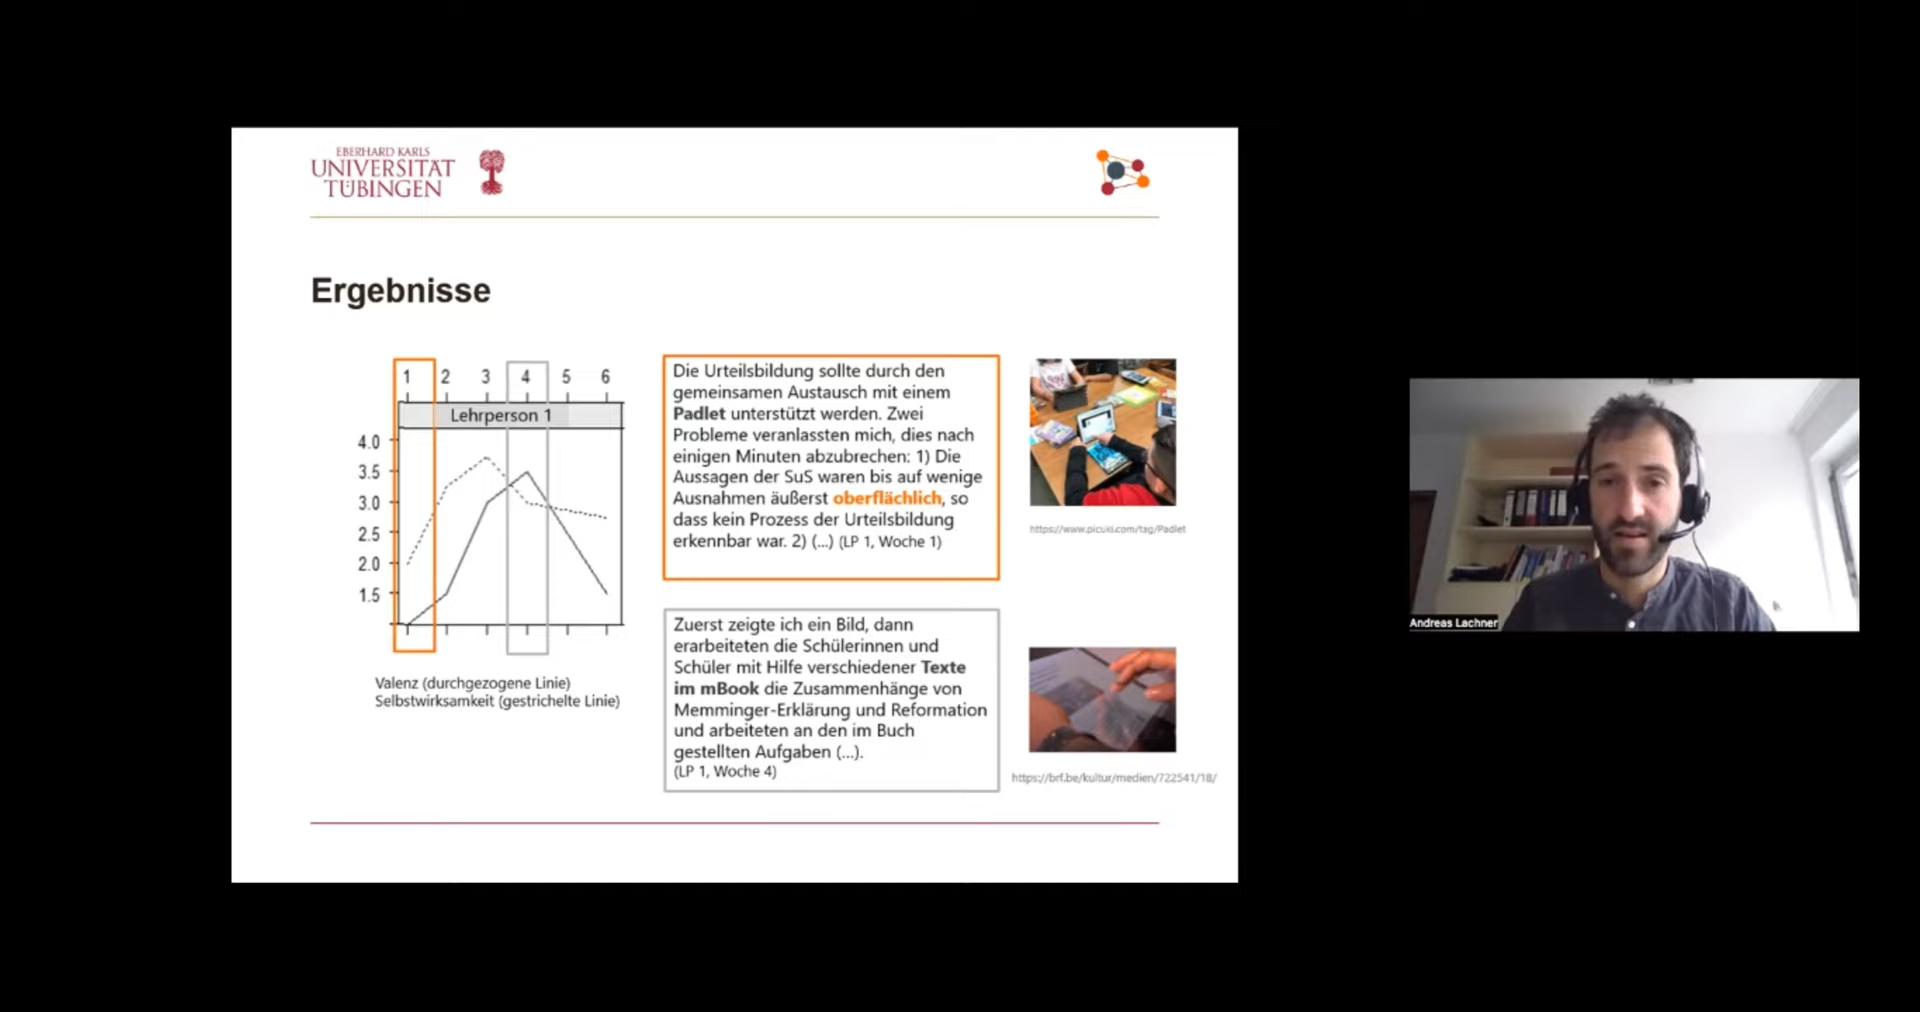 EBERHARD KARLS
UNIVERSITÄT
TÜBINGEN
Ergebnisse
1 2 3 4 5 6
Lehrperson 1
4.0
3.5
3.0
2.5
2.0
1.5
Valenz (durchgezogene Linie)
Selbstwirksamkeit (gestrichelte Linie)
Die Urteilsbildung sollte durch den
gemeinsamen Austausch mit einem
Padlet unterstützt werden. Zwei
Probleme veranlassten mich, dies nach
einigen Minuten abzubrechen: 1) Die
Aussagen der SuS waren bis auf wenige
Ausnahmen äußerst oberflächlich, so
dass kein Prozess der Urteilsbildung
erkennbar war. 2) (...) (LP 1, Woche 1)
https://www.picuki.com/tag/Padlet
Zuerst zeigte ich ein Bild, dann
erarbeiteten die Schülerinnen und
Schüler mit Hilfe verschiedener Texte
im mBook die Zusammenhänge von
Memminger-Erklärung und Reformation
und arbeiteten an den im Buch
gestellten Aufgaben (...).
(LP 1, Woche 4)
https://brf.be/kultur/medien/722541/18/
Andreas Lachner